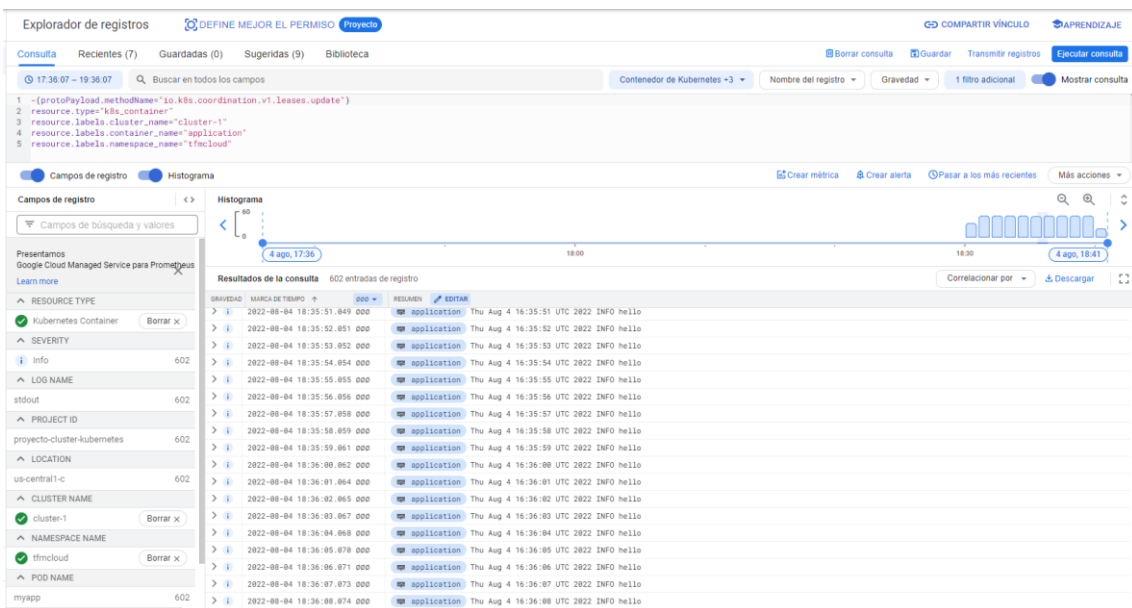 Explorador de registros DEFINE MEJOR EL PERMISO Proyecto COMPARTIR VÍNCULO APRENDIZAJE
Consulta Recientes (7) Guardadas (0) Sugeridas (9) Biblioteca Borrar consulta Guardar Transmitir registros Ejecutar consulta
17:36:07 – 19:36:07 Buscar en todos los campos Contenedor de Kubernetes +3 Nombre del registro Gravedad 1 filtro adicional Mostrar consulta
1 -(protoPayload.methodName="io.k8s.coordination.v1.leases.update")
2 resource.type="k8s_container"
3 resource.labels.cluster_name="cluster-1"
4 resource.labels.container_name="application"
5 resource.labels.namespace_name="tfmcloud"
Campos de registro Histograma Crear métrica Crear alerta Pasar a los más recientes Más acciones
Campos de registro
Campos de búsqueda y valores
Presentamos
Google Cloud Managed Service para Prometheus
Learn more
RESOURCE TYPE
Kubernetes Container Borrar ×
SEVERITY
Info 602
LOG NAME
stdout 602
PROJECT ID
proyecto-cluster-kubernetes 602
LOCATION
us-central1-c 602
CLUSTER NAME
cluster-1 Borrar ×
NAMESPACE NAME
tfmcloud Borrar ×
POD NAME
myapp 602
Histograma
60
0
4 ago, 17:36 18:00 18:30 4 ago, 18:41
Resultados de la consulta 602 entradas de registro Correlacionar por Descargar
GRAVEDAD MARCA DE TIEMPO 000 RESUMEN EDITAR
2022-08-04 18:35:51.049 000 application Thu Aug 4 16:35:51 UTC 2022 INFO hello
2022-08-04 18:35:52.051 000 application Thu Aug 4 16:35:52 UTC 2022 INFO hello
2022-08-04 18:35:53.052 000 application Thu Aug 4 16:35:53 UTC 2022 INFO hello
2022-08-04 18:35:54.054 000 application Thu Aug 4 16:35:54 UTC 2022 INFO hello
2022-08-04 18:35:55.055 000 application Thu Aug 4 16:35:55 UTC 2022 INFO hello
2022-08-04 18:35:56.056 000 application Thu Aug 4 16:35:56 UTC 2022 INFO hello
2022-08-04 18:35:57.058 000 application Thu Aug 4 16:35:57 UTC 2022 INFO hello
2022-08-04 18:35:58.059 000 application Thu Aug 4 16:35:58 UTC 2022 INFO hello
2022-08-04 18:35:59.061 000 application Thu Aug 4 16:35:59 UTC 2022 INFO hello
2022-08-04 18:36:00.062 000 application Thu Aug 4 16:36:00 UTC 2022 INFO hello
2022-08-04 18:36:01.064 000 application Thu Aug 4 16:36:01 UTC 2022 INFO hello
2022-08-04 18:36:02.065 000 application Thu Aug 4 16:36:02 UTC 2022 INFO hello
2022-08-04 18:36:03.067 000 application Thu Aug 4 16:36:03 UTC 2022 INFO hello
2022-08-04 18:36:04.068 000 application Thu Aug 4 16:36:04 UTC 2022 INFO hello
2022-08-04 18:36:05.070 000 application Thu Aug 4 16:36:05 UTC 2022 INFO hello
2022-08-04 18:36:06.071 000 application Thu Aug 4 16:36:06 UTC 2022 INFO hello
2022-08-04 18:36:07.073 000 application Thu Aug 4 16:36:07 UTC 2022 INFO hello
2022-08-04 18:36:08.074 000 application Thu Aug 4 16:36:08 UTC 2022 INFO hello